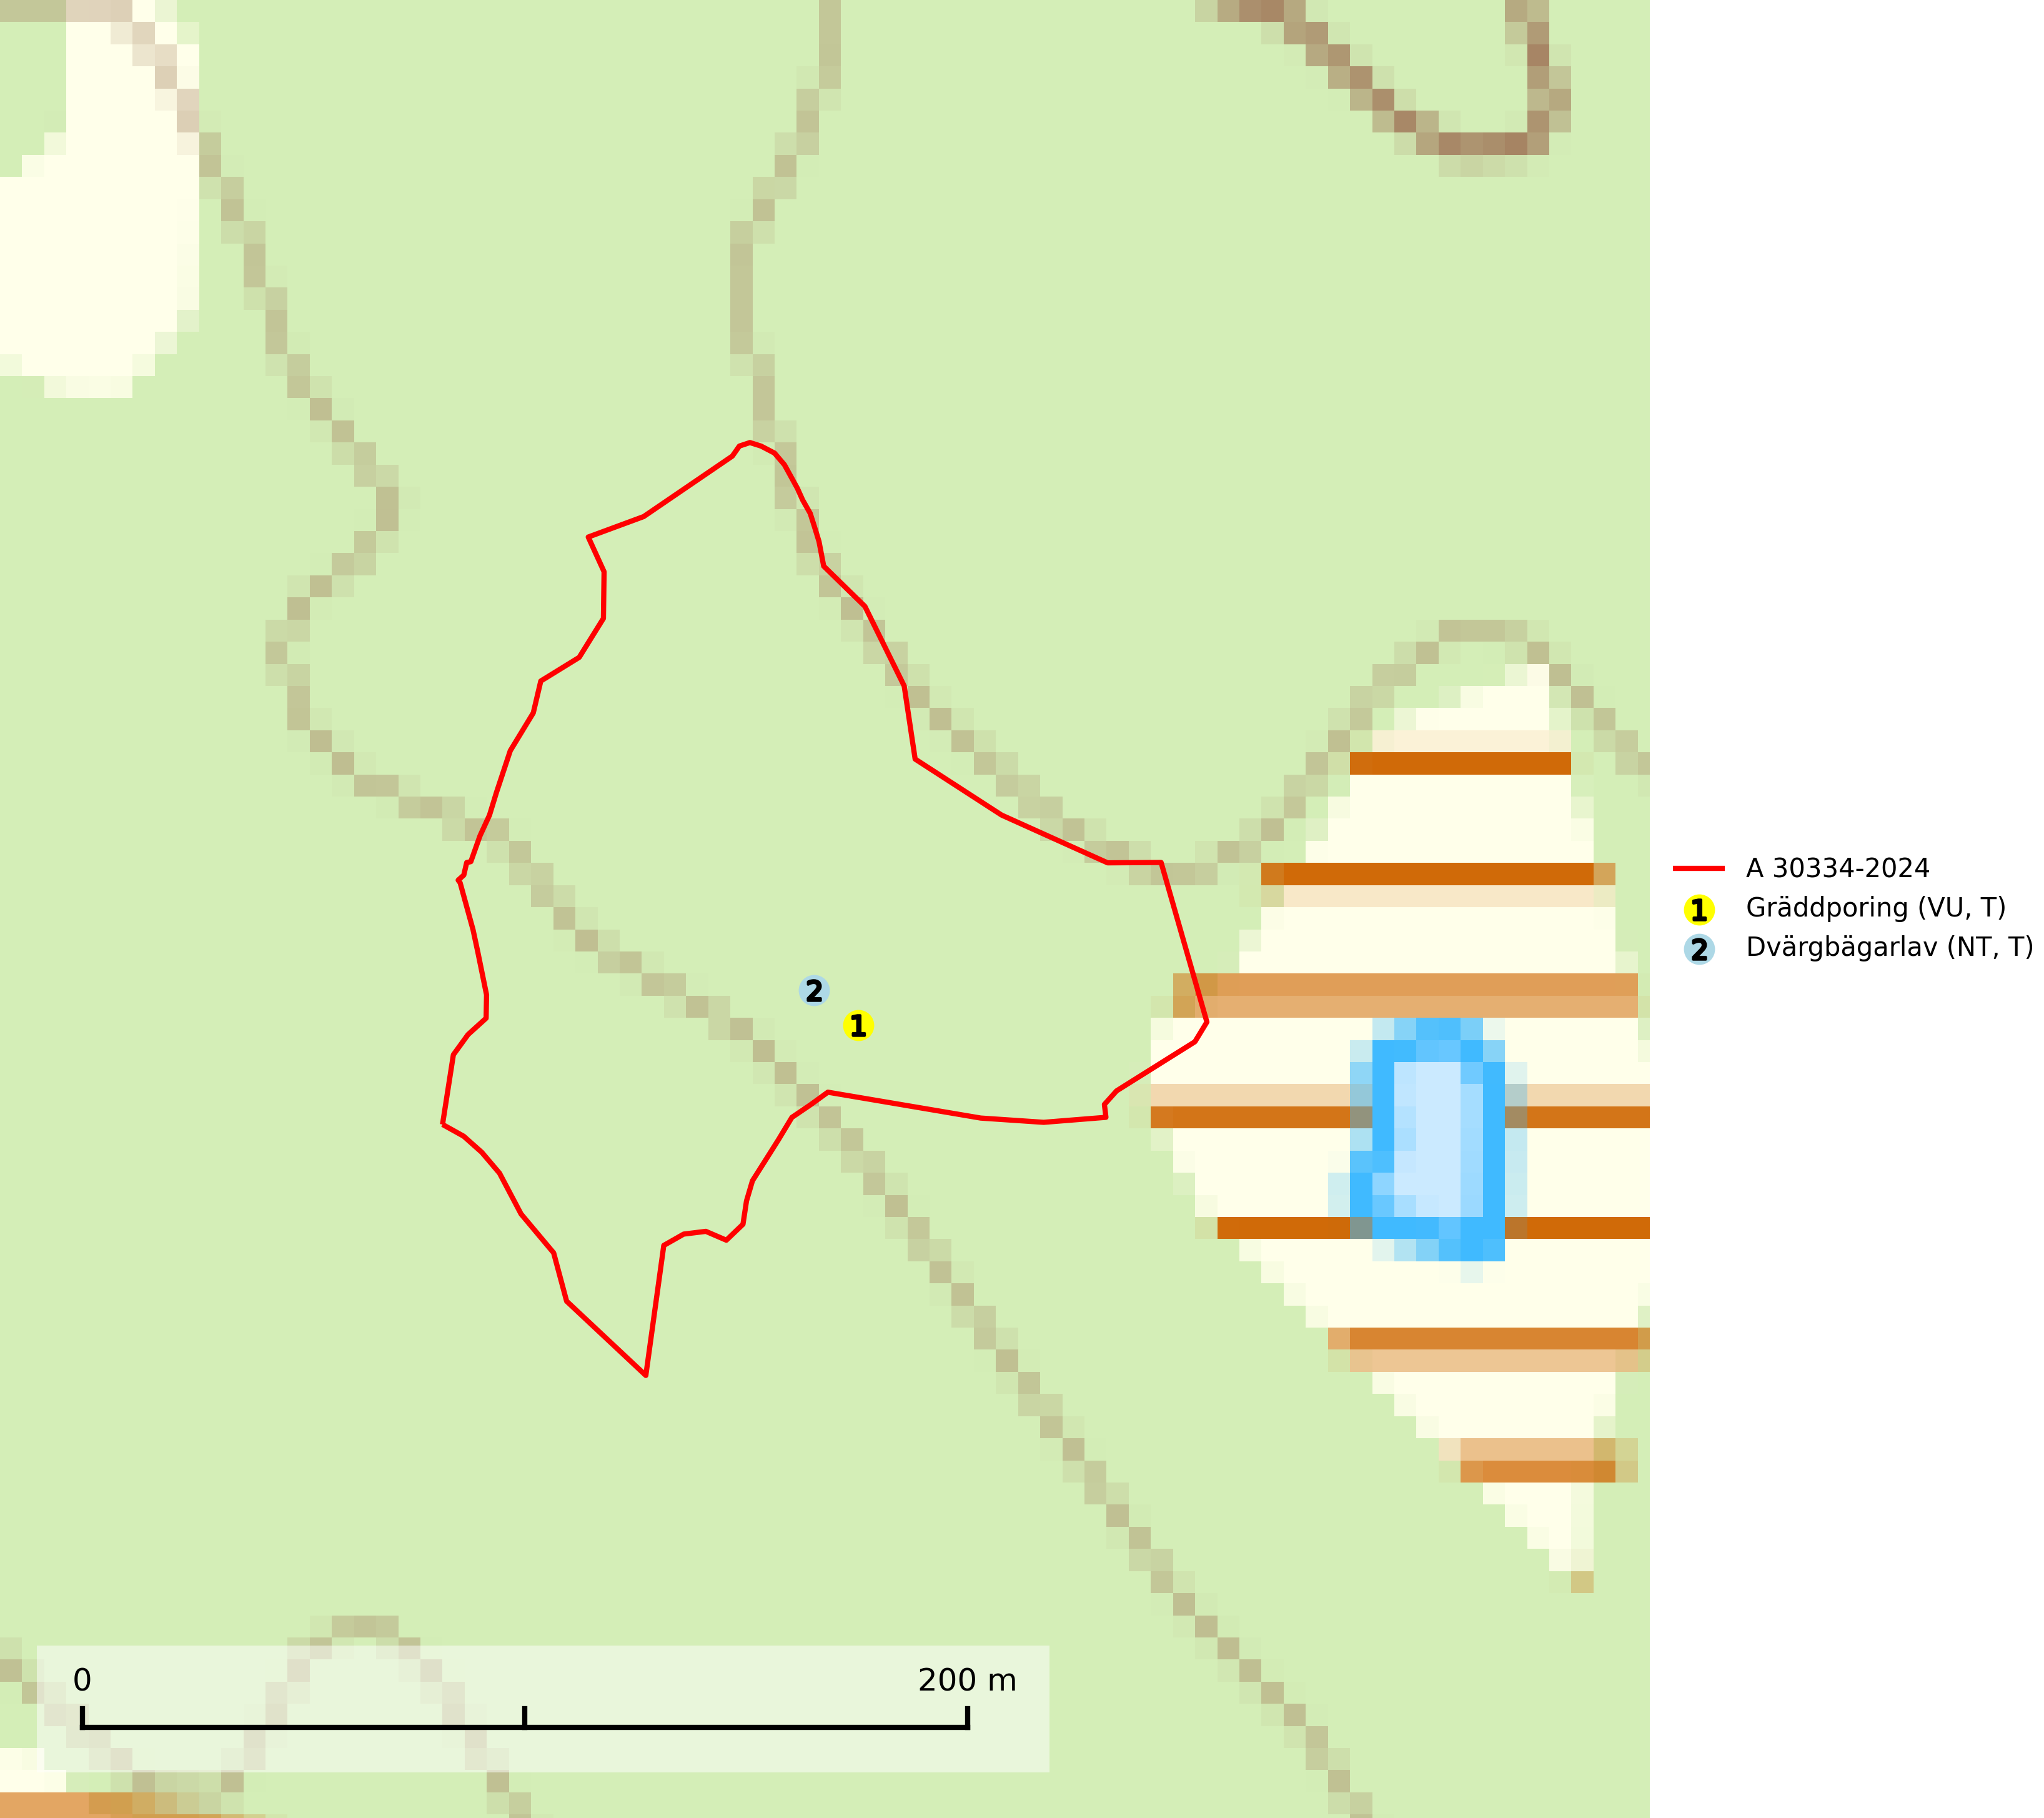 A 30334-2024
1 Gräddporing (VU, T)
2 Dvärgbägarlav (NT, T)
2
1
0 200 m